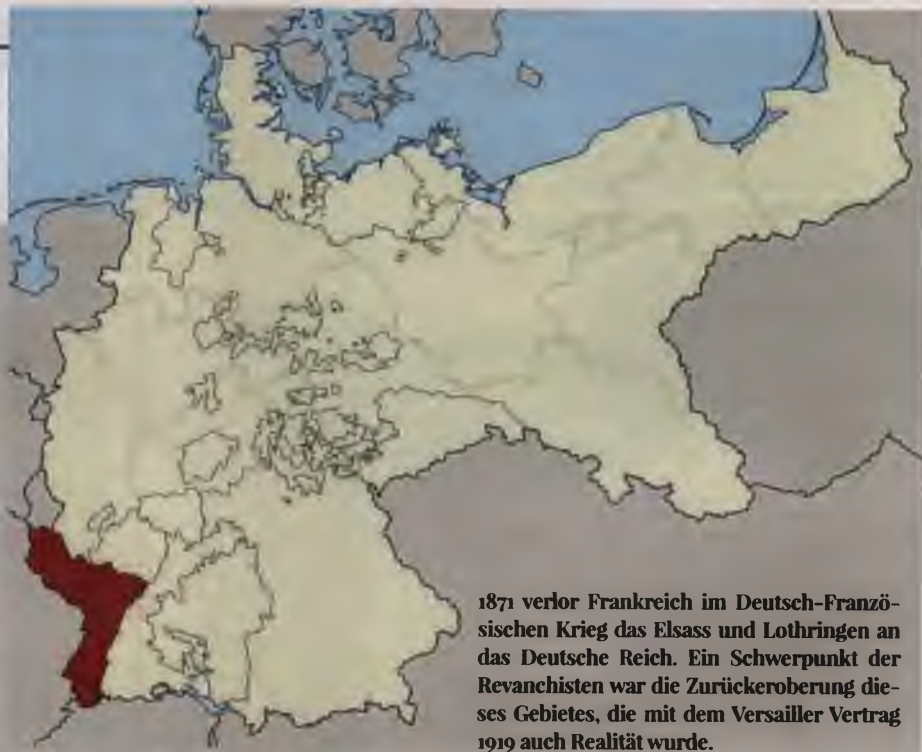 1871 verlor Frankreich im Deutsch-Franzö-
sischen Krieg das Elsass und Lothringen an
das Deutsche Reich. Ein Schwerpunkt der
Revanchisten war die Zurückeroberung die-
ses Gebietes, die mit dem Versailler Vertrag
1919 auch Realität wurde.